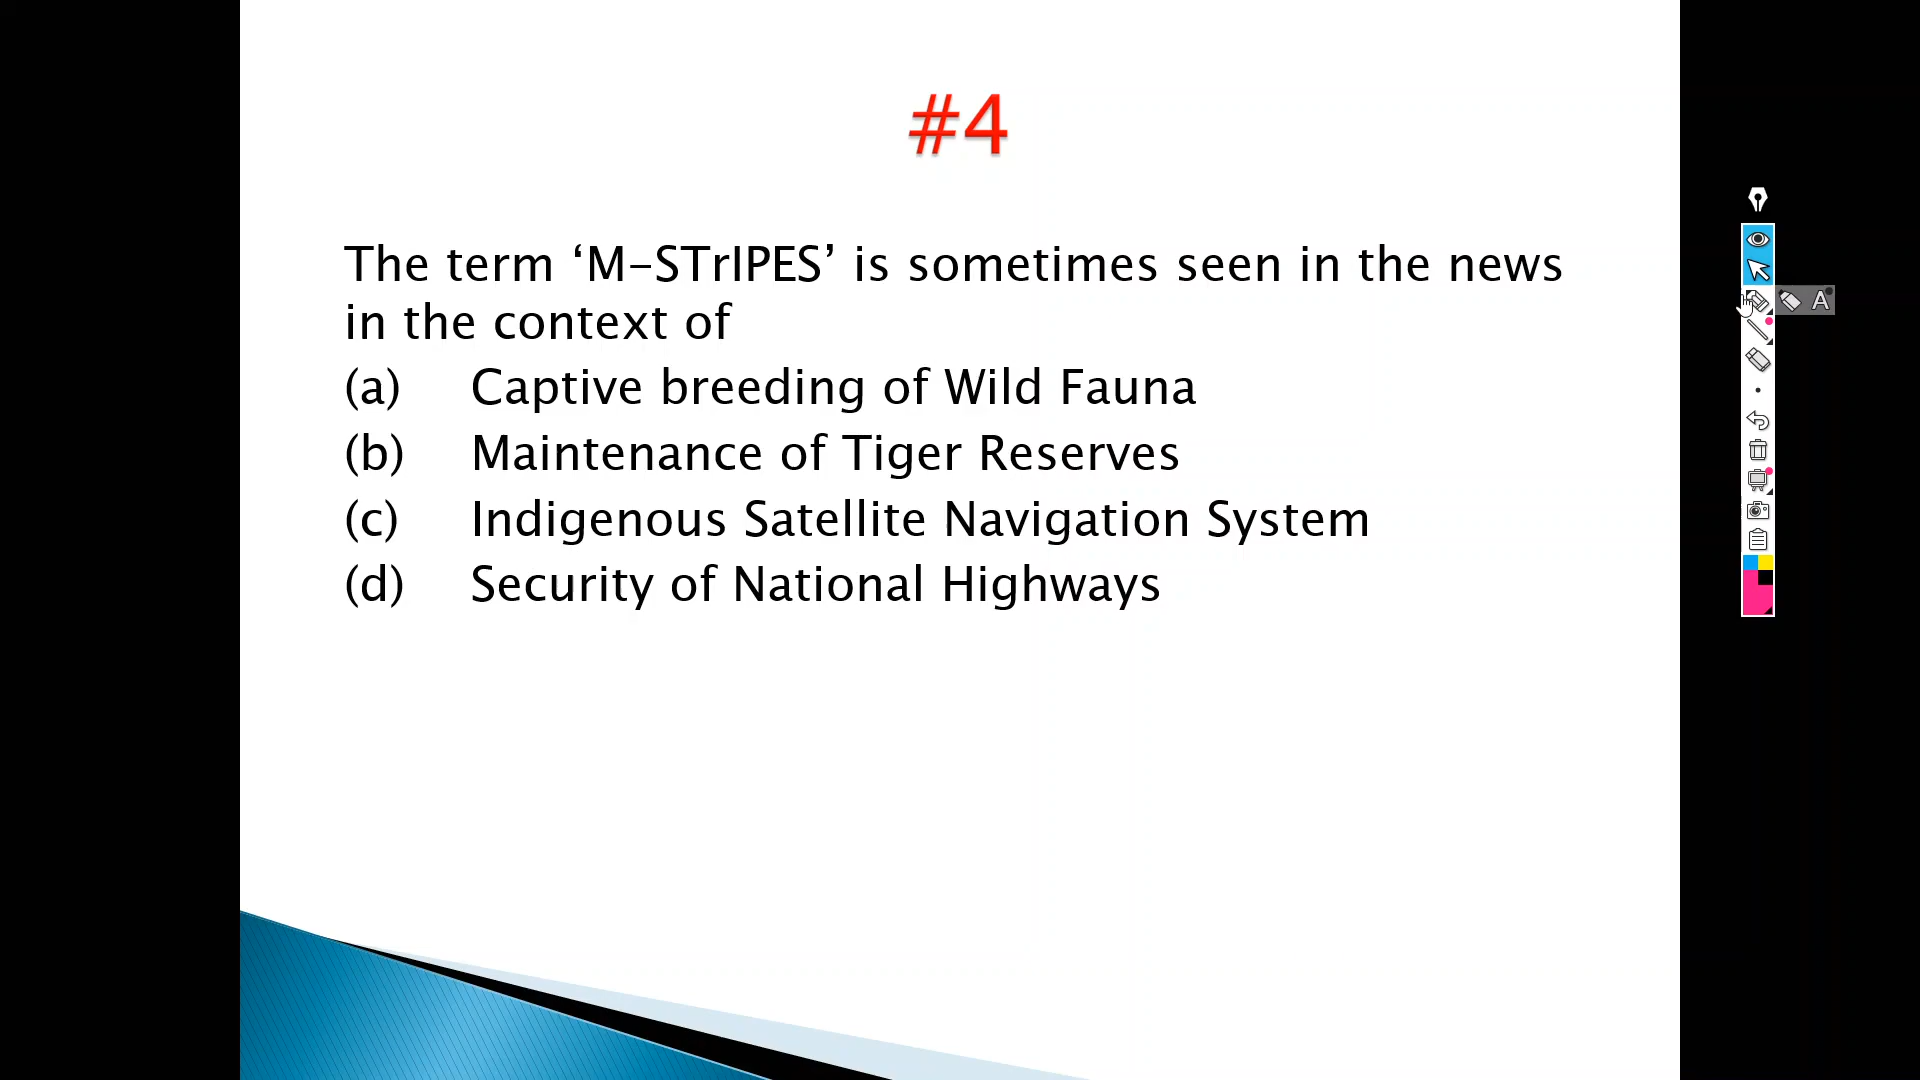 #4
The term ‘M-STrIPES’ is sometimes seen in the news
in the context of
(a) Captive breeding of Wild Fauna
(b) Maintenance of Tiger Reserves
(c) Indigenous Satellite Navigation System
(d) Security of National Highways
A